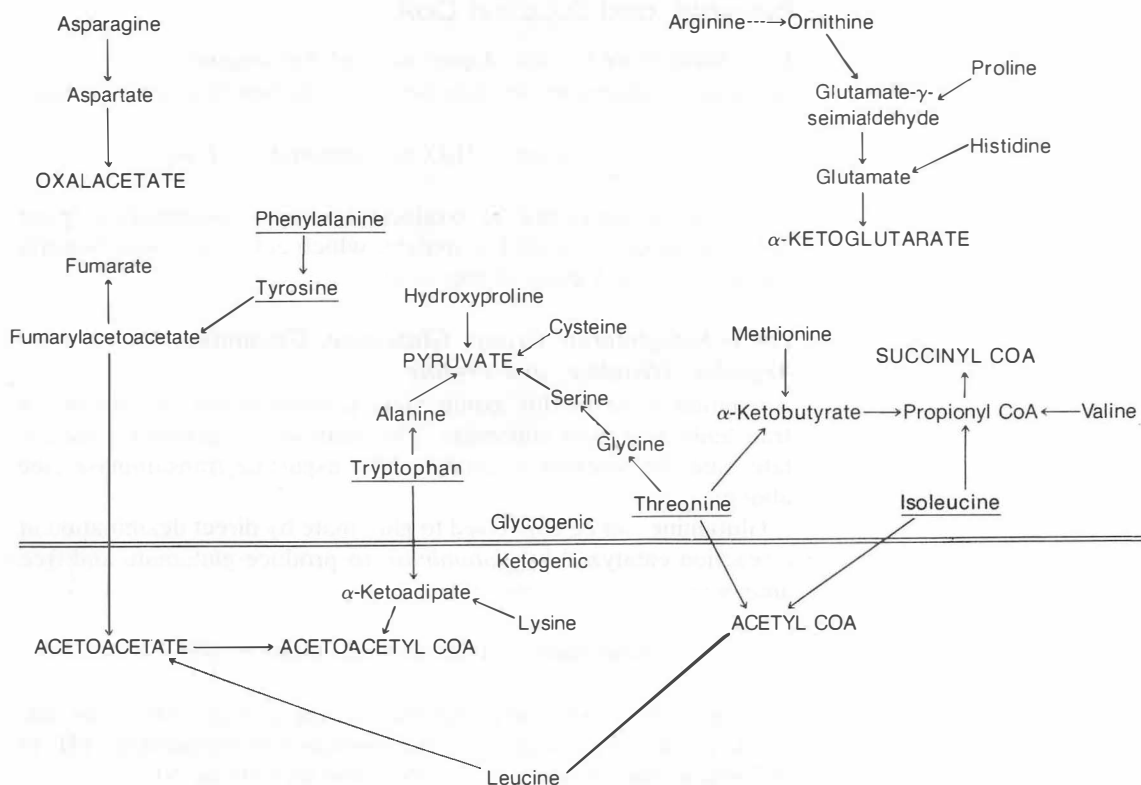 Asparagine
Aspartate
OXALACETATE
Arginine
Ornithine
Proline
Glutamate-γ-
seimialdehyde
Histidine
Glutamate
α-KETOGLUTARATE
Phenylalanine
Fumarate
Tyrosine
Fumarylacetoacetate
Hydroxyproline
Cysteine
PYRUVATE
Serine
Alanine
Glycine
Tryptophan
Methionine
SUCCINYL COA
α-Ketobutyrate
Propionyl CoA
Valine
Threonine
Isoleucine
Glycogenic
Ketogenic
α-Ketoadipate
Lysine
ACETOACETATE
ACETOACETYL COA
ACETYL COA
Leucine